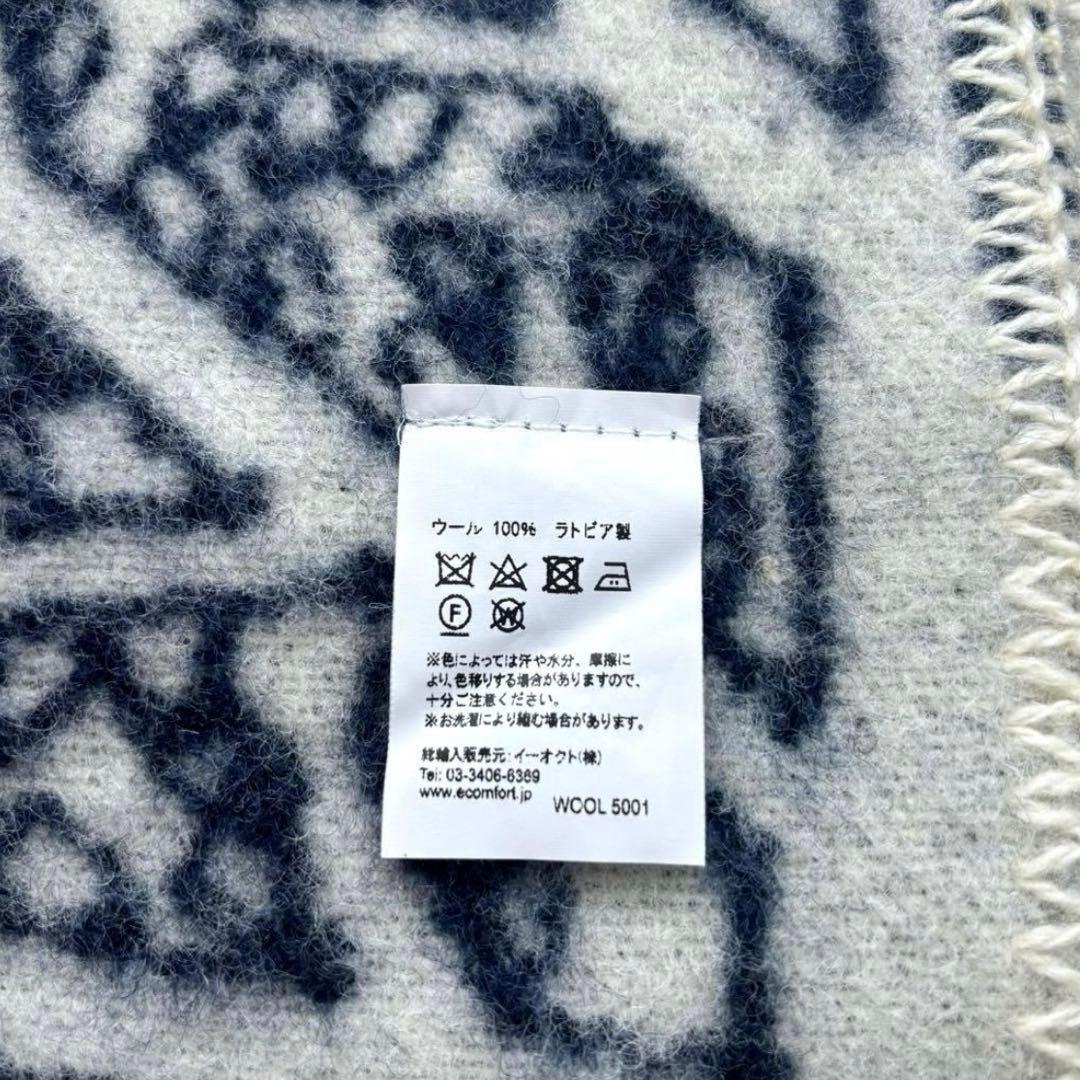 ウール 100% ラトビア製
F W
※色によっては汗や水分、摩擦に
より、色移りする場合がありますので、
十分ご注意ください。
※お洗濯により縮む場合があります。
総輸入販売元:イーオクト(株)
Tel: 03-3406-6369
www.ecomfort.jp
WOOL 5001